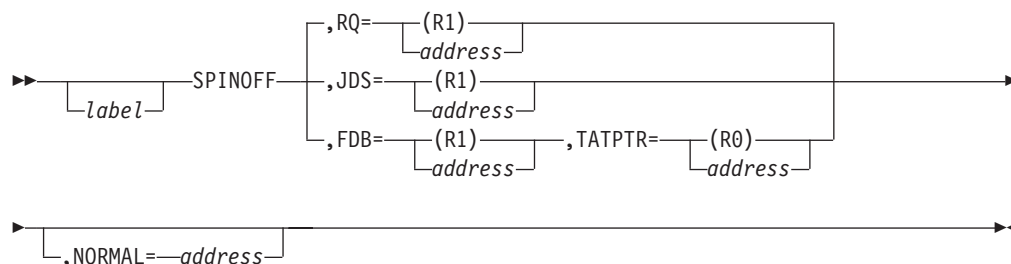 ,RQ= (R1)
address
label SPINOFF ,JDS= (R1)
address
,FDB= (R1) ,TATPTR= (R0)
address address
,NORMAL= address